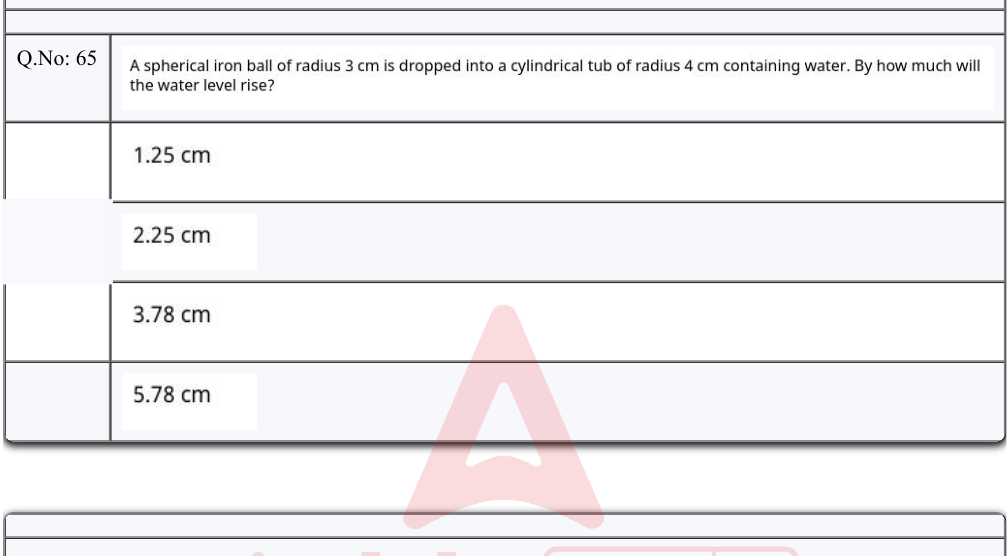 Q.No: 65
A spherical iron ball of radius 3 cm is dropped into a cylindrical tub of radius 4 cm containing water. By how much will
the water level rise?
1.25 cm
2.25 cm
3.78 cm
5.78 cm